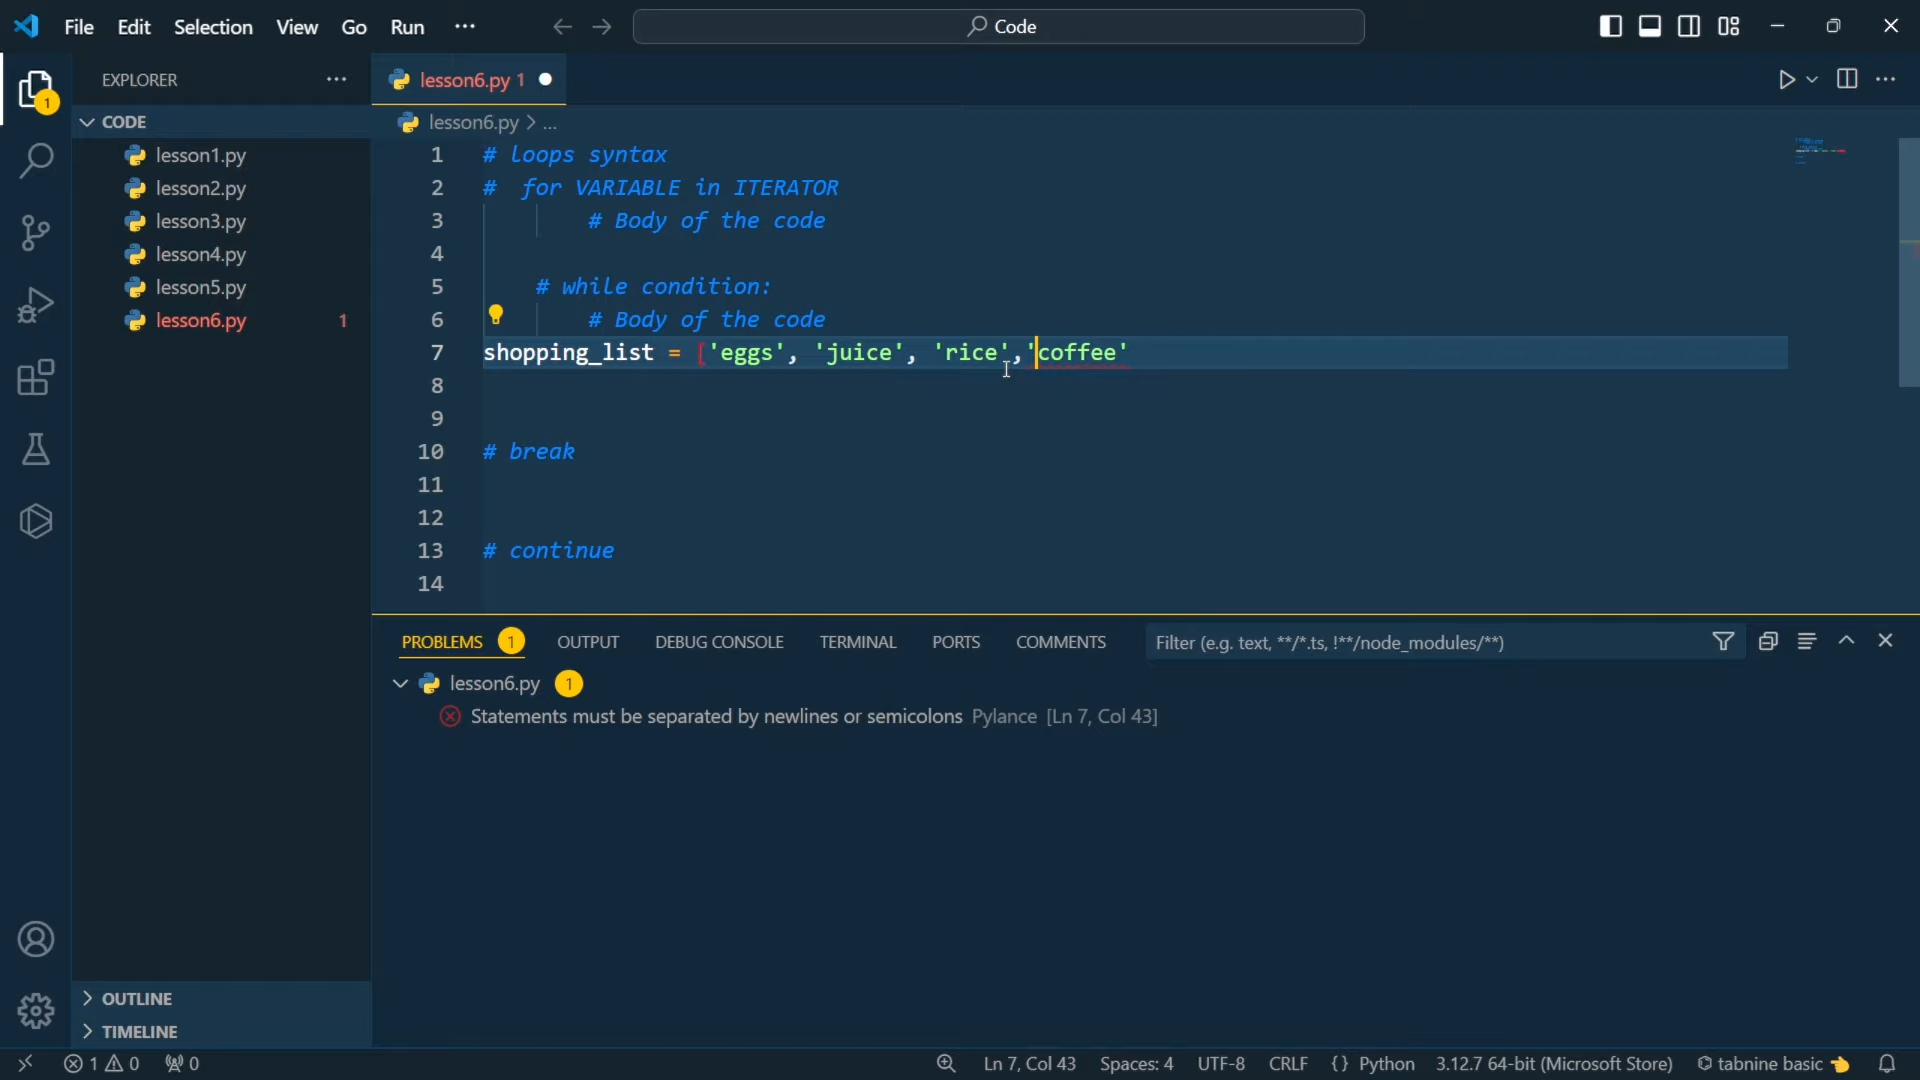 File Edit Selection View Go Run ···
Code
EXPLORER ···
CODE
lesson1.py
lesson2.py
lesson3.py
lesson4.py
lesson5.py
lesson6.py 1
OUTLINE
TIMELINE
1
lesson6.py 1
lesson6.py > ...
1 # loops syntax
2 #  for VARIABLE in ITERATOR
3         # Body of the code
4
5     # while condition:
6         # Body of the code
7 shopping_list = ['eggs', 'juice', 'rice','coffee'
8
9
10 # break
11
12
13 # continue
14
PROBLEMS 1 OUTPUT DEBUG CONSOLE TERMINAL PORTS COMMENTS Filter (e.g. text, **/*.ts, !**/node_modules/**)
lesson6.py 1
Statements must be separated by newlines or semicolons Pylance [Ln 7, Col 43]
1 0 0 Ln 7, Col 43 Spaces: 4 UTF-8 CRLF {} Python 3.12.7 64-bit (Microsoft Store) tabnine basic